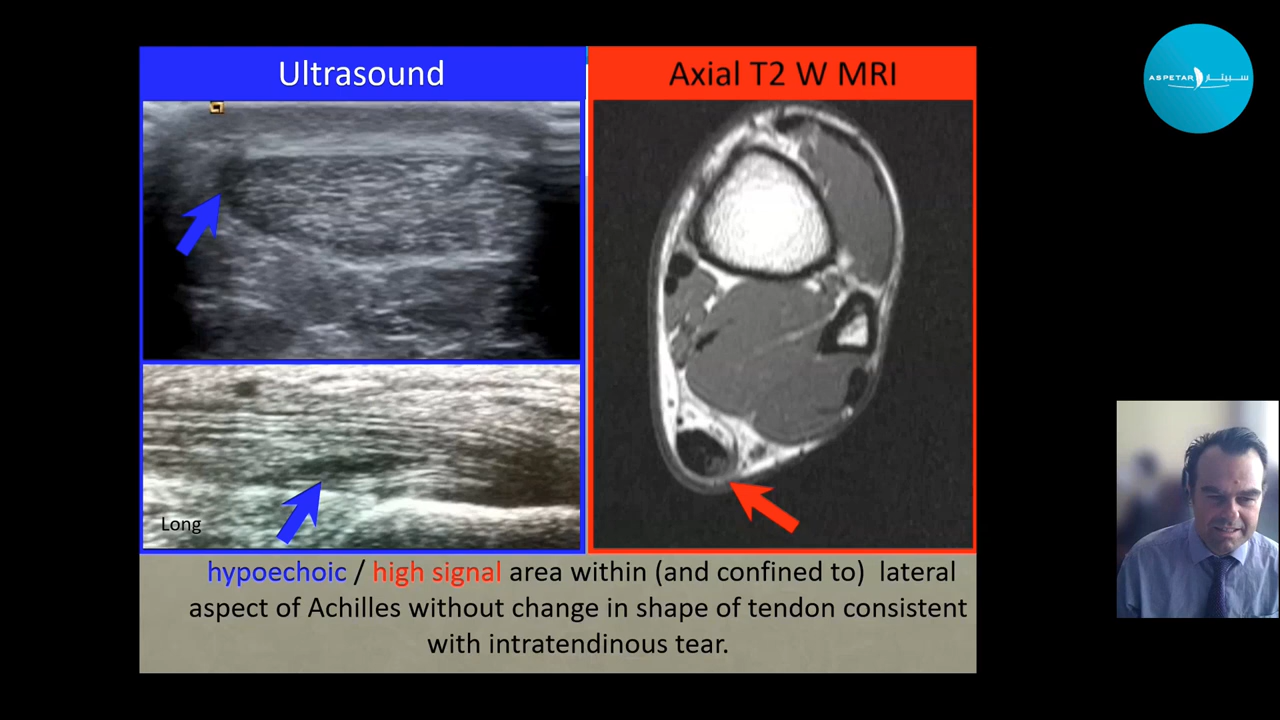 Ultrasound
Axial T2 W MRI
ASPETAR سبيتار
Long
hypoechoic / high signal area within (and confined to) lateral
aspect of Achilles without change in shape of tendon consistent
with intratendinous tear.